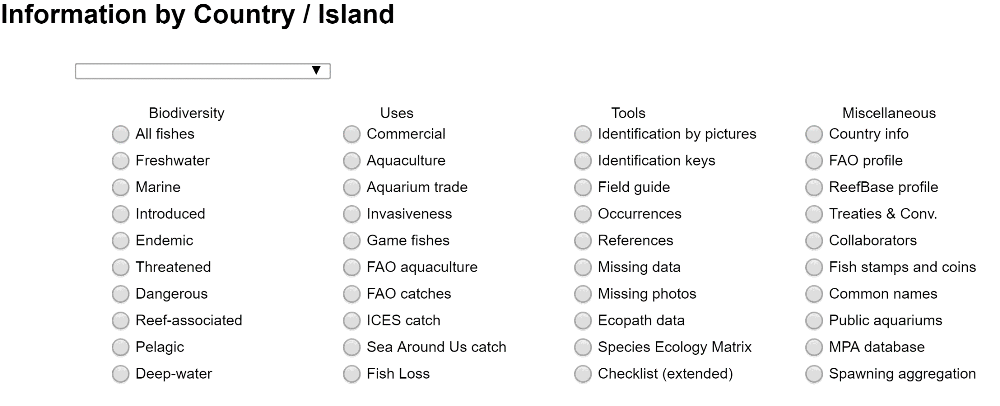 Information by Country / Island
▼
Biodiversity Uses Tools Miscellaneous
All fishes Commercial Identification by pictures Country info
Freshwater Aquaculture Identification keys FAO profile
Marine Aquarium trade Field guide ReefBase profile
Introduced Invasiveness Occurrences Treaties & Conv.
Endemic Game fishes References Collaborators
Threatened FAO aquaculture Missing data Fish stamps and coins
Dangerous FAO catches Missing photos Common names
Reef-associated ICES catch Ecopath data Public aquariums
Pelagic Sea Around Us catch Species Ecology Matrix MPA database
Deep-water Fish Loss Checklist (extended) Spawning aggregation